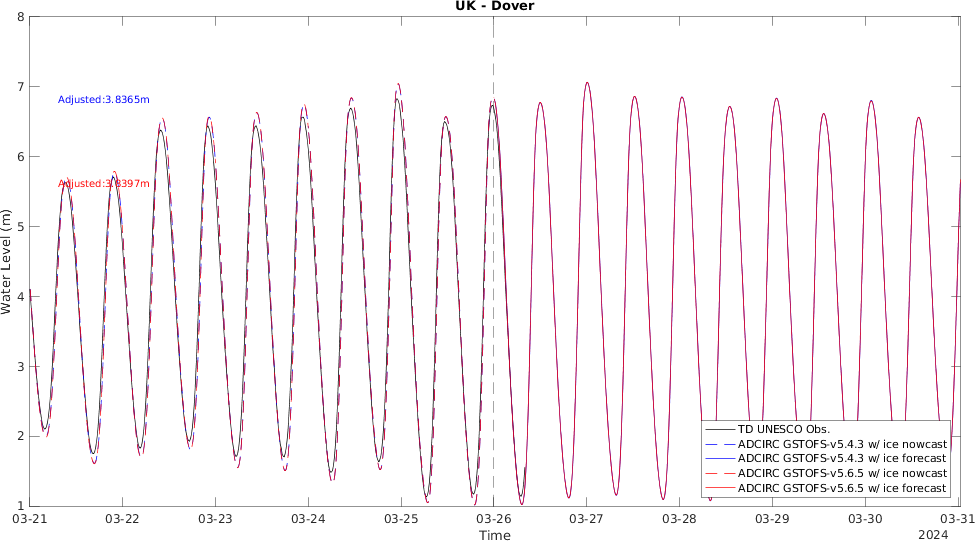 UK - Dover
8
7
6
5
4
3
2
1
Water Level (m)
Adjusted:3.8365m
Adjusted:3.8397m
TD UNESCO Obs.
ADCIRC GSTOFS-v5.4.3 w/ ice nowcast
ADCIRC GSTOFS-v5.4.3 w/ ice forecast
ADCIRC GSTOFS-v5.6.5 w/ ice nowcast
ADCIRC GSTOFS-v5.6.5 w/ ice forecast
03-21 03-22 03-23 03-24 03-25 03-26 03-27 03-28 03-29 03-30 03-31
Time
2024